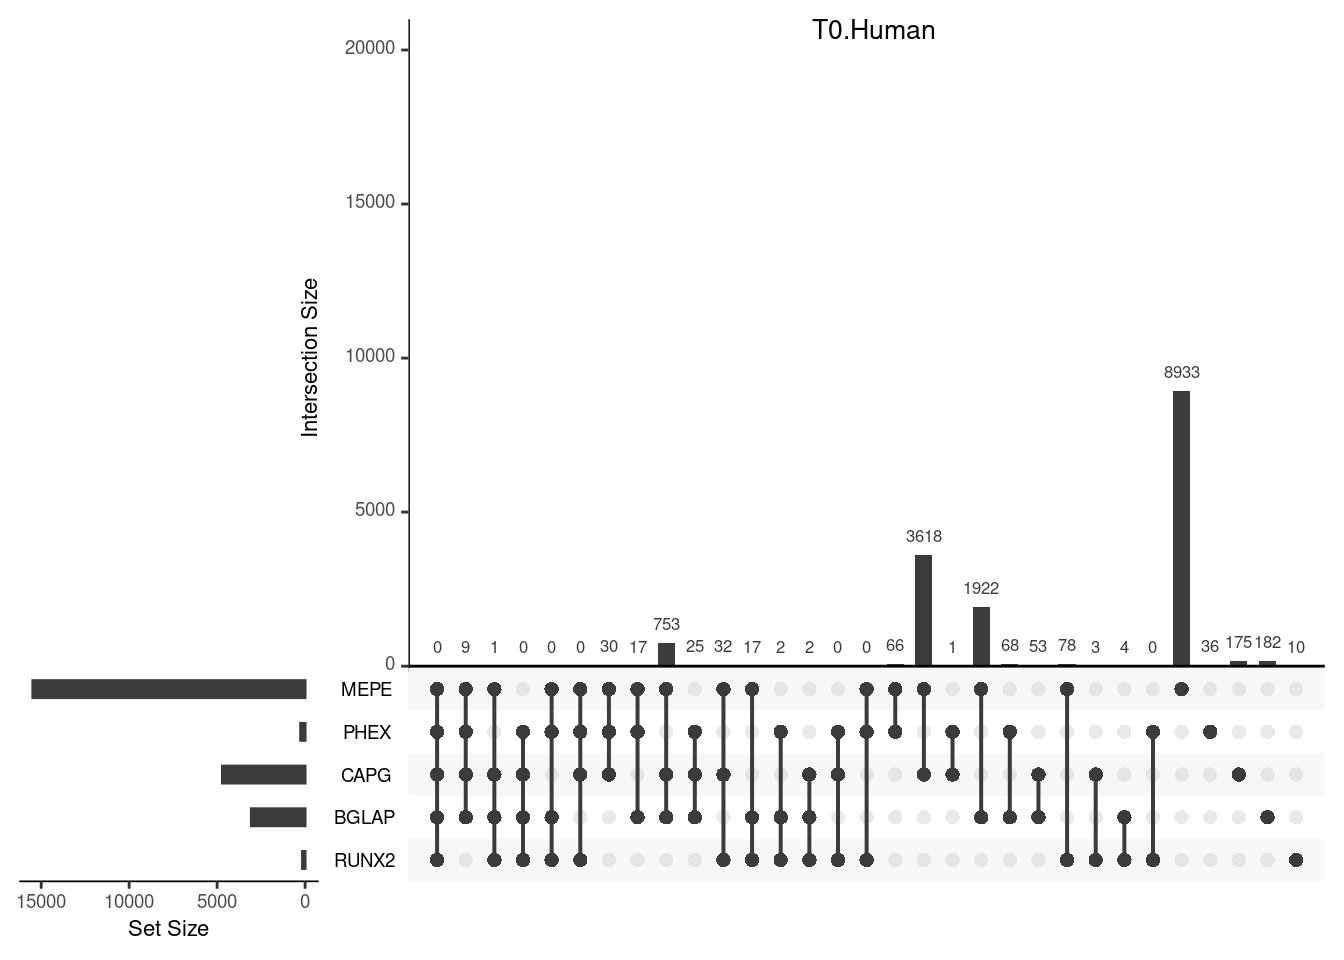 T0.Human
20000
15000
10000
5000
0
Intersection Size
8933
3618
1922
753
0 9 1 0 0 0 30 17 25 32 17 2 2 0 0 66 1 68 53 78 3 4 0 36 175 182 10
MEPE
PHEX
CAPG
BGLAP
RUNX2
15000 10000 5000 0
Set Size